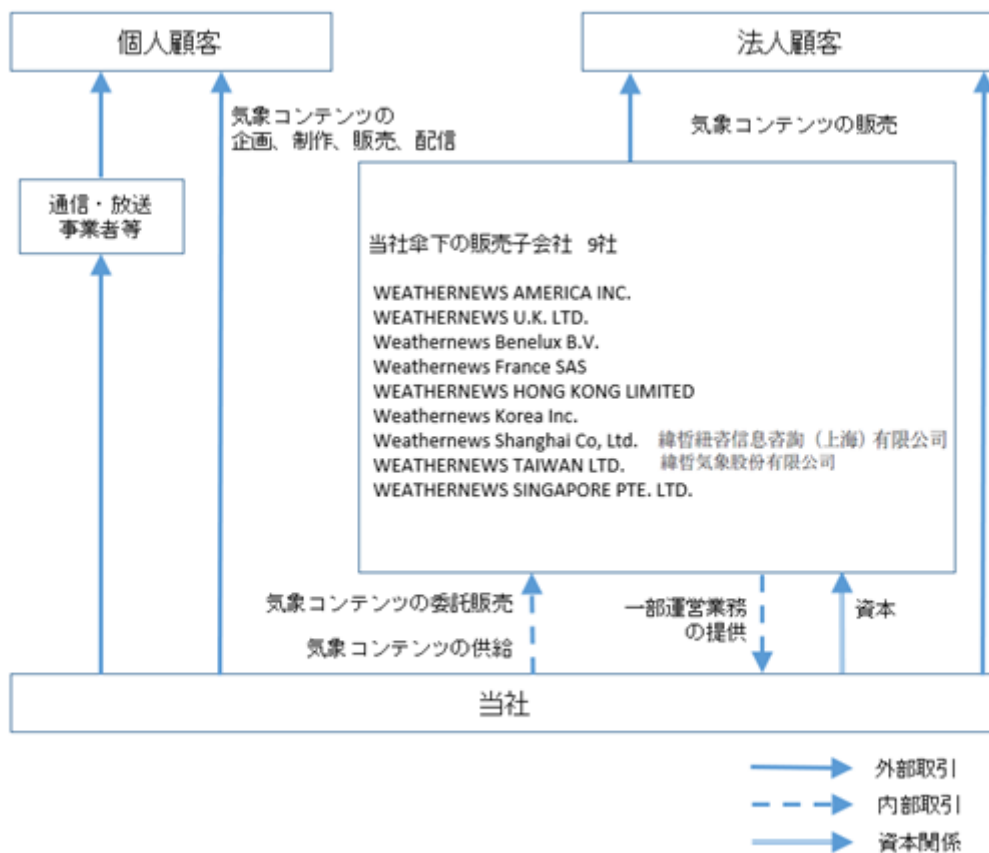 個人顧客
法人顧客
気象コンテンツの
企画、制作、販売、配信
気象コンテンツの販売
通信・放送
事業者等
当社傘下の販売子会社 9社
WEATHERNEWS AMERICA INC.
WEATHERNEWS U.K. LTD.
Weathernews Benelux B.V.
Weathernews France SAS
WEATHERNEWS HONG KONG LIMITED
Weathernews Korea Inc.
Weathernews Shanghai Co, Ltd. 緯哲紐咨信息咨詢（上海）有限公司
WEATHERNEWS TAIWAN LTD. 緯哲気象股份有限公司
WEATHERNEWS SINGAPORE PTE. LTD.
気象コンテンツの委託販売
気象コンテンツの供給
一部運営業務
の提供
資本
当社
外部取引
内部取引
資本関係